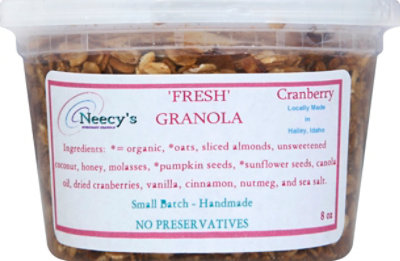 'FRESH'
Cranberry
Neecy's
GRANOLA
Locally Made
in
Hailey, Idaho
Ingredients: *= organic, *oats, sliced almonds, unsweetened
coconut, honey, molasses, *pumpkin seeds, *sunflower seeds, canola
oil, dried cranberries, vanilla, cinnamon, nutmeg, and sea salt.
Small Batch - Handmade
NO PRESERVATIVES
8 oz